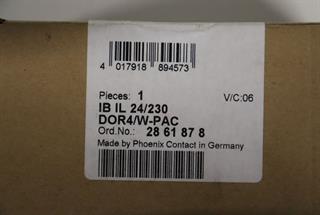 4 017918 894573
Pieces: 1 V/C:06
IB IL 24/230
DOR4/W-PAC
Ord.No.: 28 61 87 8
Made by Phoenix Contact in Germany